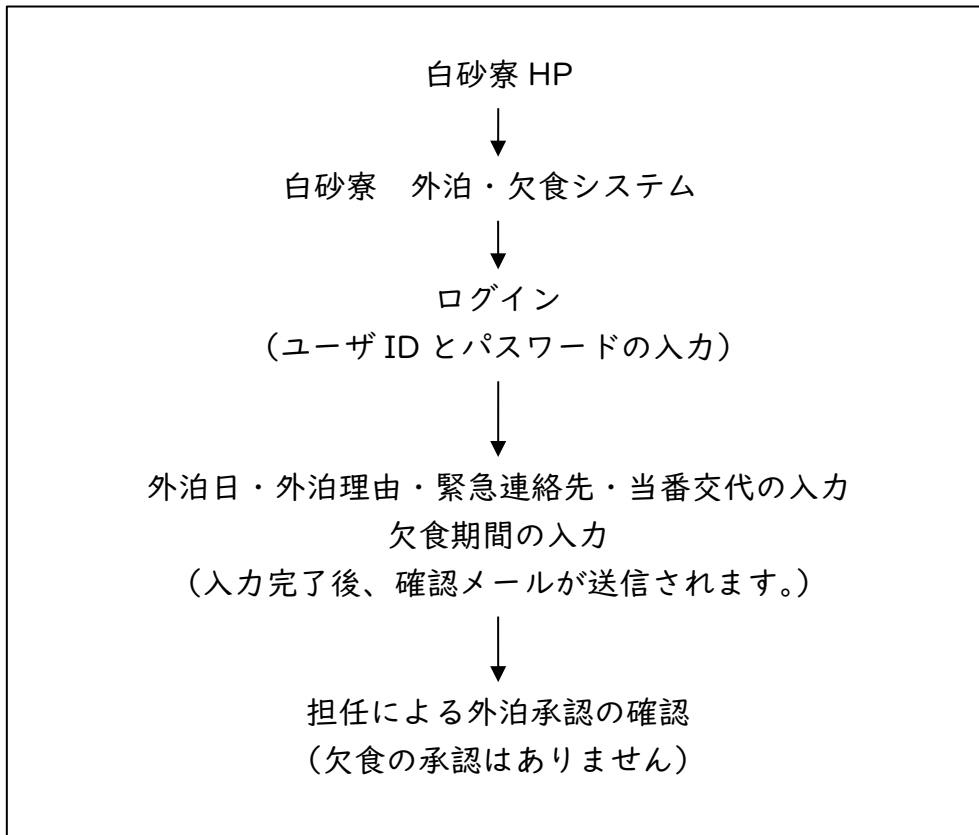 白砂寮 HP
白砂寮　外泊・欠食システム
ログイン
（ユーザ ID とパスワードの入力）
外泊日・外泊理由・緊急連絡先・当番交代の入力
欠食期間の入力
（入力完了後、確認メールが送信されます。）
担任による外泊承認の確認
（欠食の承認はありません）